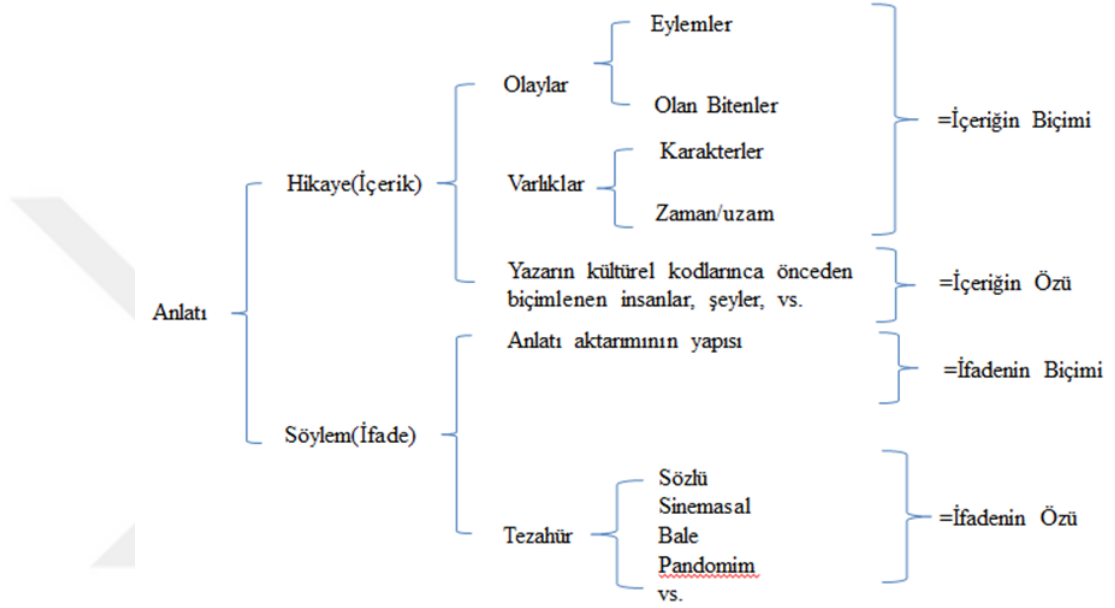 Eylemler
Olaylar
Olan Bitenler
=İçeriğin Biçimi
Karakterler
Hikaye(İçerik)
Varlıklar
Zaman/uzam
Yazarın kültürel kodlarınca önceden
biçimlenen insanlar, şeyler, vs.
=İçeriğin Özü
Anlatı
Anlatı aktarımının yapısı
=İfadenin Biçimi
Söylem(İfade)
Sözlü
Sinemasal
Tezahür
Bale
Pandomim
vs.
=İfadenin Özü